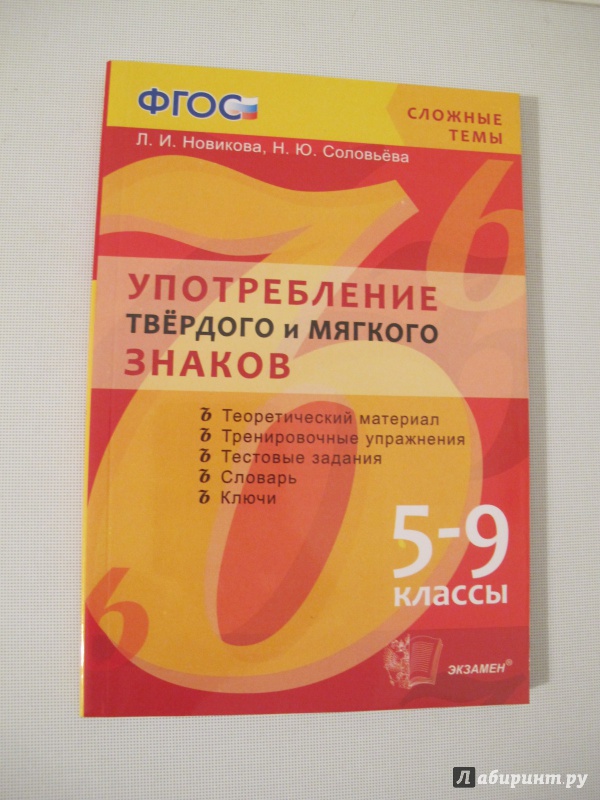 ФГОС
СЛОЖНЫЕ
ТЕМЫ
Л. И. Новикова, Н. Ю. Соловьёва
УПОТРЕБЛЕНИЕ
ТВЁРДОГО и МЯГКОГО
ЗНАКОВ
ъ Теоретический материал
ъ Тренировочные упражнения
ъ Тестовые задания
ъ Словарь
ъ Ключи
5-9
классы
ЭКЗАМЕН®
Лабиринт.ру